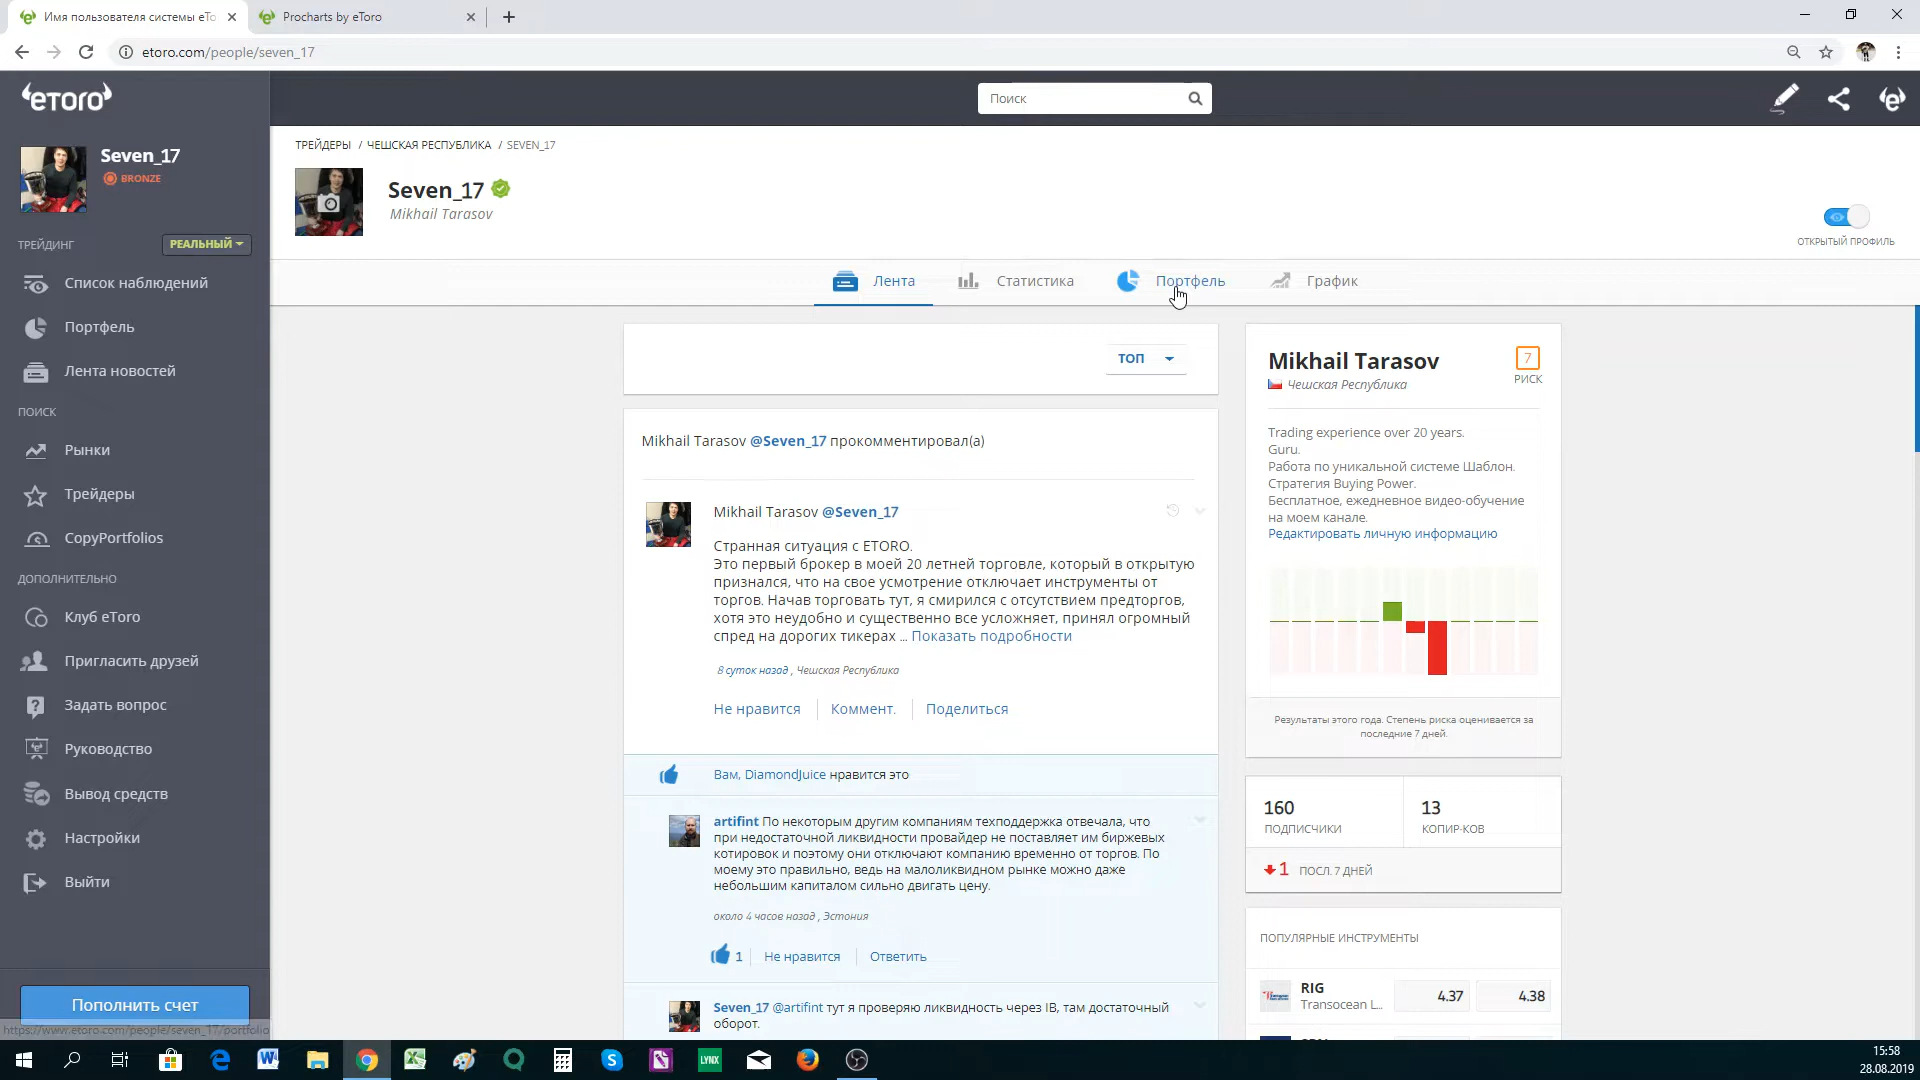 Имя пользователя системы eTo
Procharts by eToro
etoro.com/people/seven_17
eToro
Поиск
Seven_17
BRONZE
ТРЕЙДИНГ
РЕАЛЬНЫЙ
Список наблюдений
Портфель
Лента новостей
ПОИСК
Рынки
Трейдеры
CopyPortfolios
ДОПОЛНИТЕЛЬНО
Клуб eToro
Пригласить друзей
Задать вопрос
Руководство
Вывод средств
Настройки
Выйти
Пополнить счет
https://www.etoro.com/people/seven_17/portfolio
ТРЕЙДЕРЫ / ЧЕШСКАЯ РЕСПУБЛИКА / SEVEN_17
Seven_17
Mikhail Tarasov
ОТКРЫТЫЙ ПРОФИЛЬ
Лента
Статистика
Портфель
График
ТОП
Mikhail Tarasov @Seven_17 прокомментировал(а)
Mikhail Tarasov @Seven_17
Странная ситуация с ETORO.
Это первый брокер в моей 20 летней торговле, который в открытую
признался, что на свое усмотрение отключает инструменты от
торгов. Начав торговать тут, я смирился с отсутствием предторгов,
хотя это неудобно и существенно все усложняет, принял огромный
спред на дорогих тикерах ... Показать подробности
8 суток назад , Чешская Республика
Не нравится
Коммент.
Поделиться
Вам, DiamondJuice нравится это
artifint По некоторым другим компаниям техподдержка отвечала, что
при недостаточной ликвидности провайдер не поставляет им биржевых
котировок и поэтому они отключают компанию временно от торгов. По
моему это правильно, ведь на малоликвидном рынке можно даже
небольшим капиталом сильно двигать цену.
около 4 часов назад , Эстония
1
Не нравится
Ответить
Seven_17 @artifint тут я проверяю ликвидность через IB, там достаточный
оборот.
Mikhail Tarasov
7
РИСК
Чешская Республика
Trading experience over 20 years.
Guru.
Работа по уникальной системе Шаблон.
Стратегия Buying Power.
Бесплатное, ежедневное видео-обучение
на моем канале.
Редактировать личную информацию
Результаты этого года. Степень риска оценивается за
последние 7 дней.
160
ПОДПИСЧИКИ
13
КОПИР-КОВ
1 ПОСЛ. 7 ДНЕЙ
ПОПУЛЯРНЫЕ ИНСТРУМЕНТЫ
RIG
Transocean L...
4.37
4.38
LYNX
15:58
28.08.2019